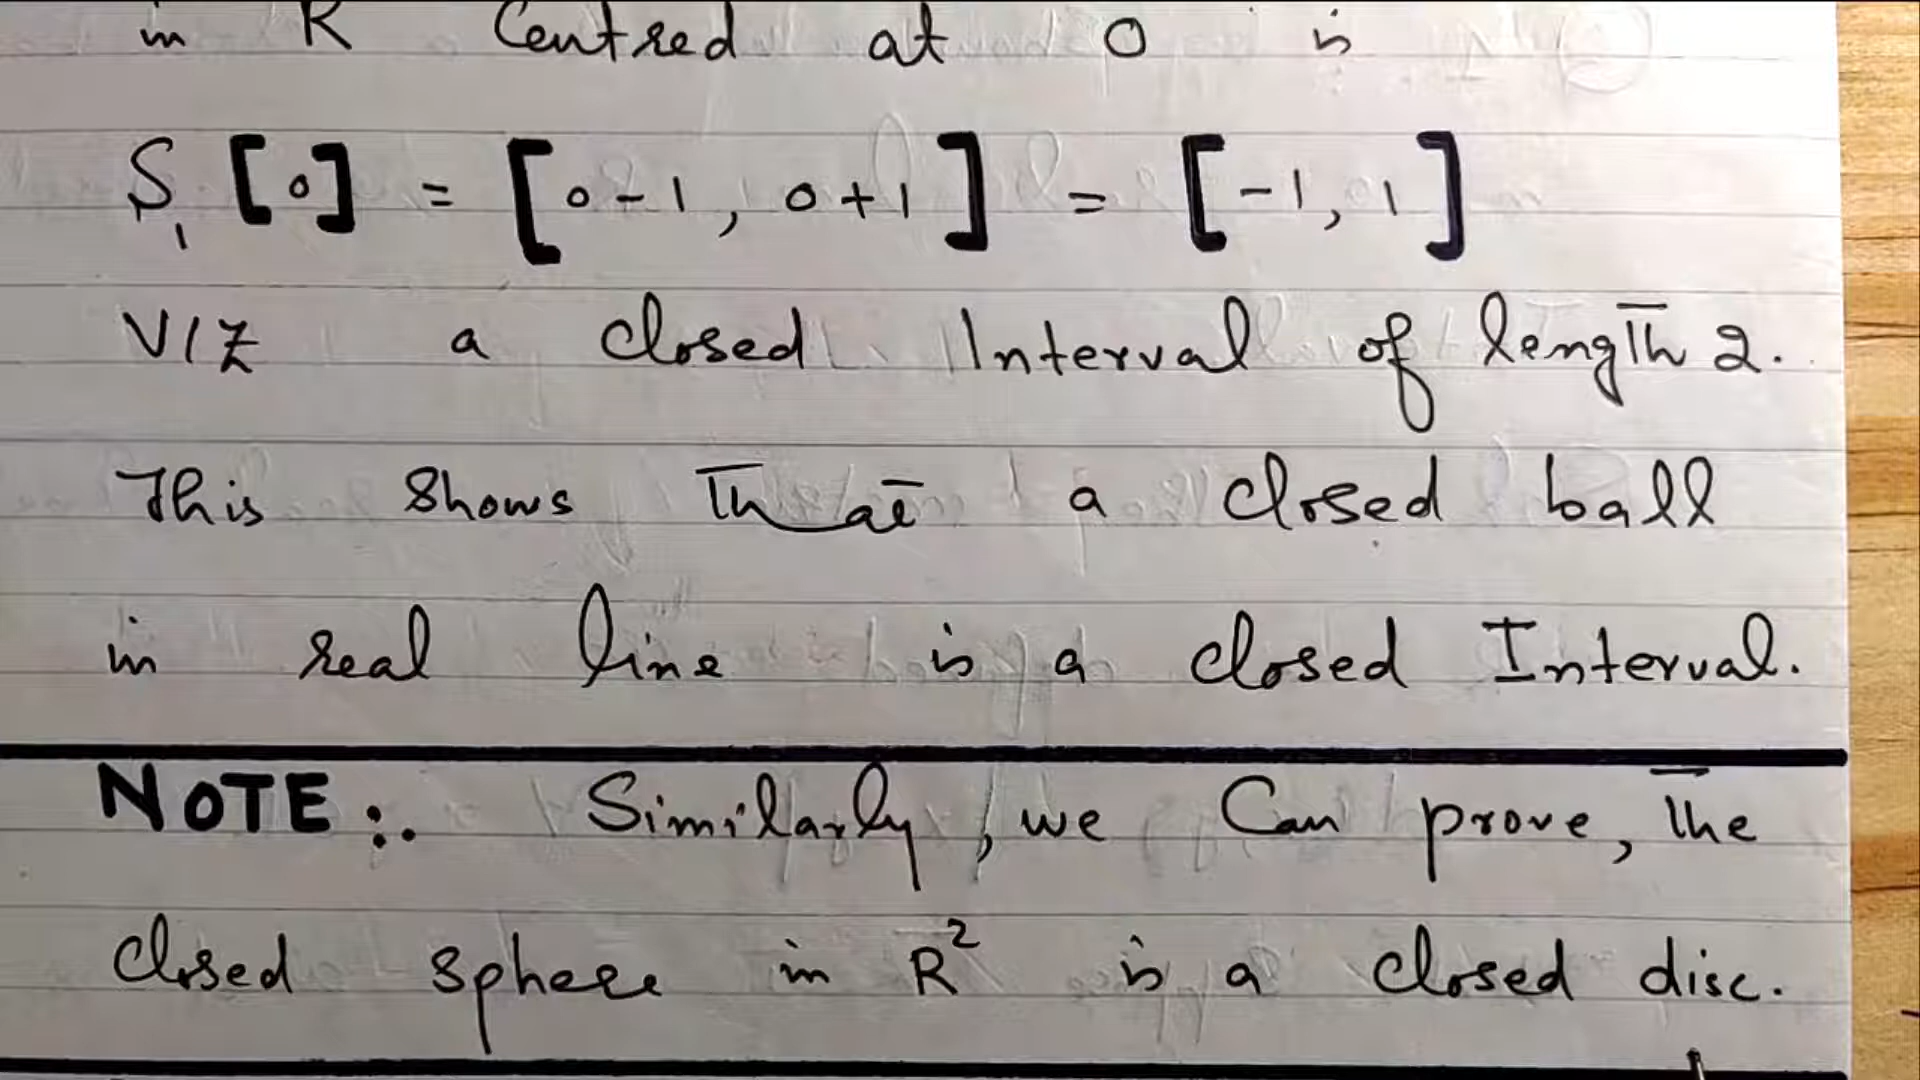 in R Centred at 0 is
S₁ [0] = [0-1, 0+1] = [-1, 1]
VIZ a closed Interval of length 2.
This shows that a closed ball
in real line is a closed Interval.
NOTE:. Similarly, we Can prove, the
closed sphere in R² is a closed disc.